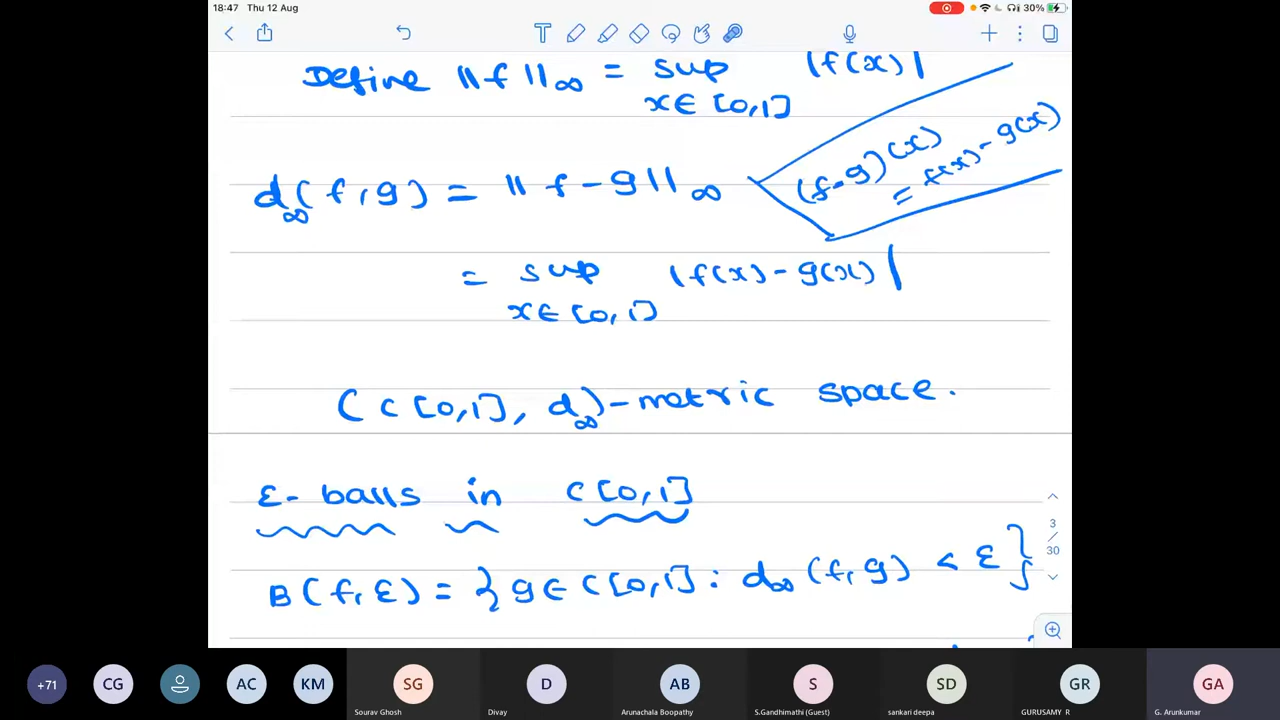 18:47 Thu 12 Aug
30%
Define ||f||∞ = sup |f(x)|
x∈[0,1]
d∞(f,g) = ||f-g||∞
(f-g)(x)
= f(x)-g(x)
= sup |f(x)-g(x)|
x∈[0,1]
(C[0,1], d∞)-metric space.
ε-balls in C[0,1]
B(f,ε) = {g∈C[0,1]: d∞(f,g) < ε}
3
/
30
+71 CG AC KM SG D AB S SD GR GA
Sourav Ghosh Divay Arunachala Boopathy S.Gandhimathi (Guest) sankari deepa GURUSAMY R G. Arunkumar